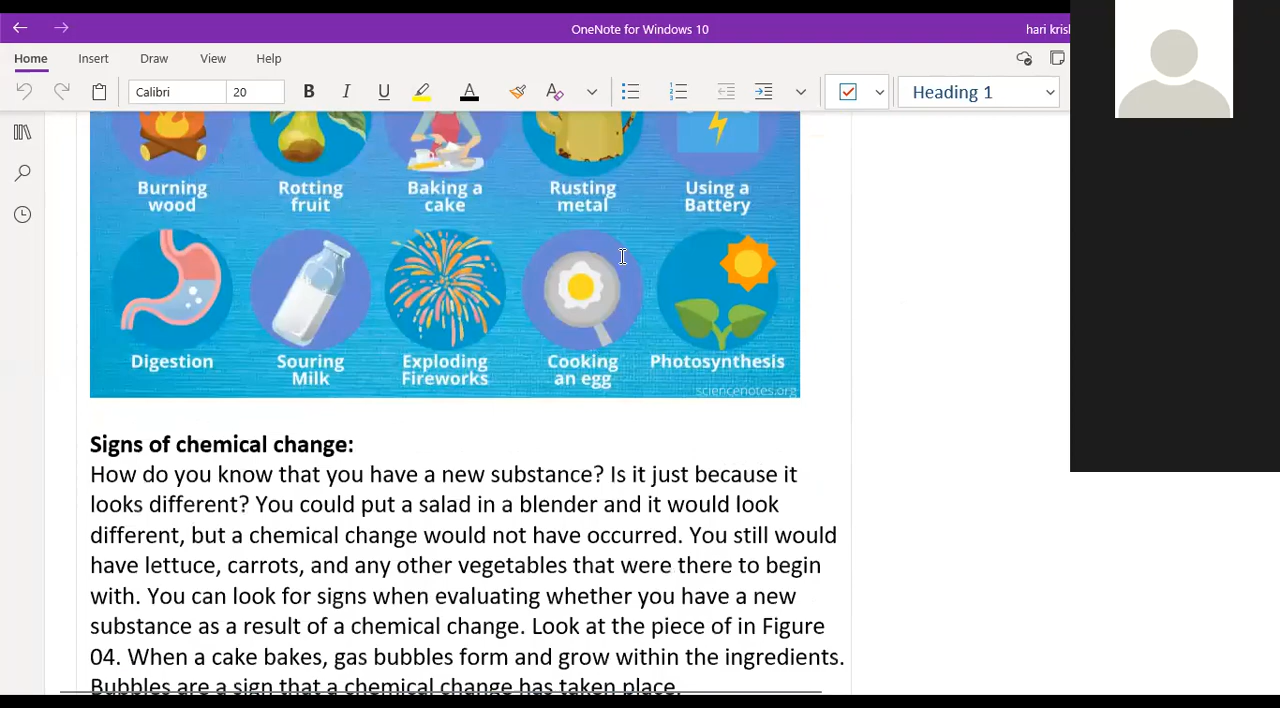 OneNote for Windows 10
hari krish
Home Insert Draw View Help
Calibri 20 B I U A A Heading 1
Burning wood
Rotting fruit
Baking a cake
Rusting metal
Using a Battery
Digestion
Souring Milk
Exploding Fireworks
Cooking an egg
Photosynthesis
sciencenotes.org
Signs of chemical change:
How do you know that you have a new substance? Is it just because it
looks different? You could put a salad in a blender and it would look
different, but a chemical change would not have occurred. You still would
have lettuce, carrots, and any other vegetables that were there to begin
with. You can look for signs when evaluating whether you have a new
substance as a result of a chemical change. Look at the piece of in Figure
04. When a cake bakes, gas bubbles form and grow within the ingredients.
Bubbles are a sign that a chemical change has taken place.